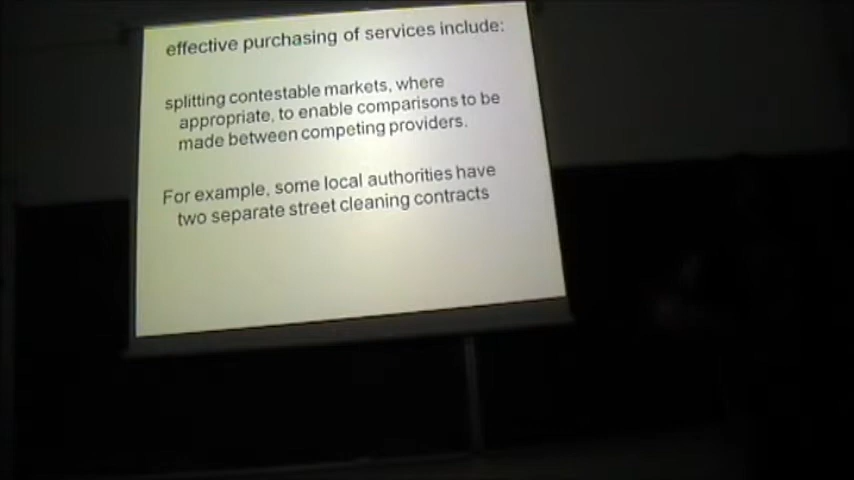 effective purchasing of services include:
splitting contestable markets, where
appropriate, to enable comparisons to be
made between competing providers.
For example, some local authorities have
two separate street cleaning contracts